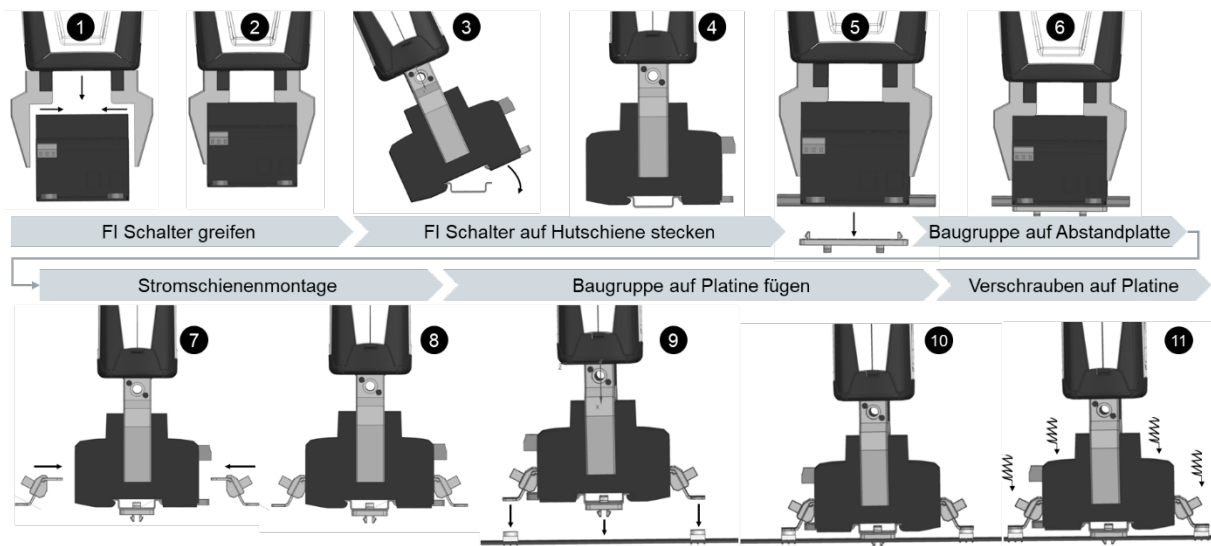 1
2
3
4
5
6
FI Schalter greifen
FI Schalter auf Hutschiene stecken
Baugruppe auf Abstandplatte
Stromschienenmontage
Baugruppe auf Platine fügen
Verschrauben auf Platine
7
8
9
10
11